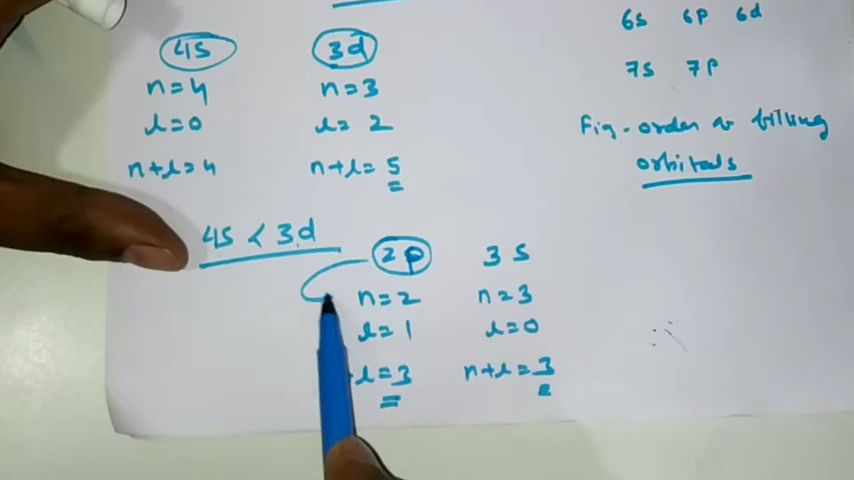 6s 6p 6d
7s 7p
Fig- order of filling
orbitals
4s 3d
n=4 n=3
l=0 l=2
n+l=4 n+l=5
4s < 3d
2p 3s
n=2 n=3
l=1 l=0
+l=3 n+l=3